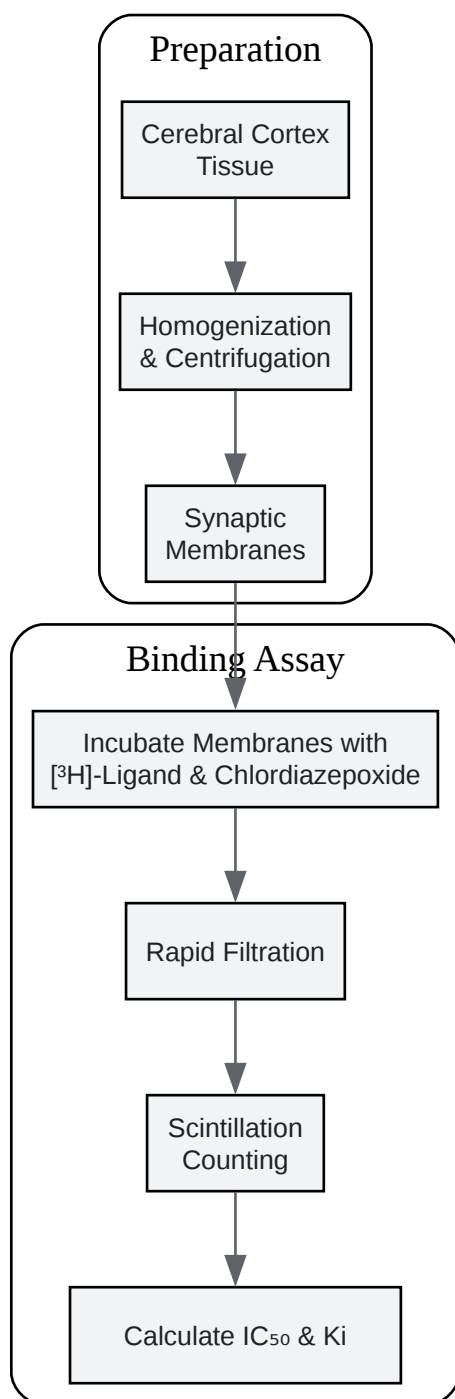 Preparation
Cerebral Cortex
Tissue
Homogenization
& Centrifugation
Synaptic
Membranes
Binding Assay
Incubate Membranes with
[³H]-Ligand & Chlordiazepoxide
Rapid Filtration
Scintillation
Counting
Calculate IC₅₀ & Ki